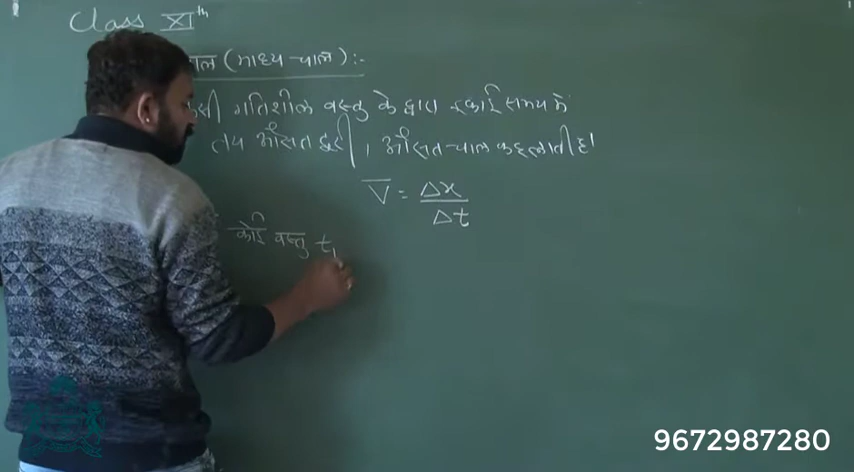 Class XIth
(माध्य-चाल) :-
गतिशील वस्तु के द्वारा इकाई समय में
तय औसत दुरी, औसत-चाल कहलाती है।
V̅ = Δx / Δt
कोई वस्तु t₁
9672987280